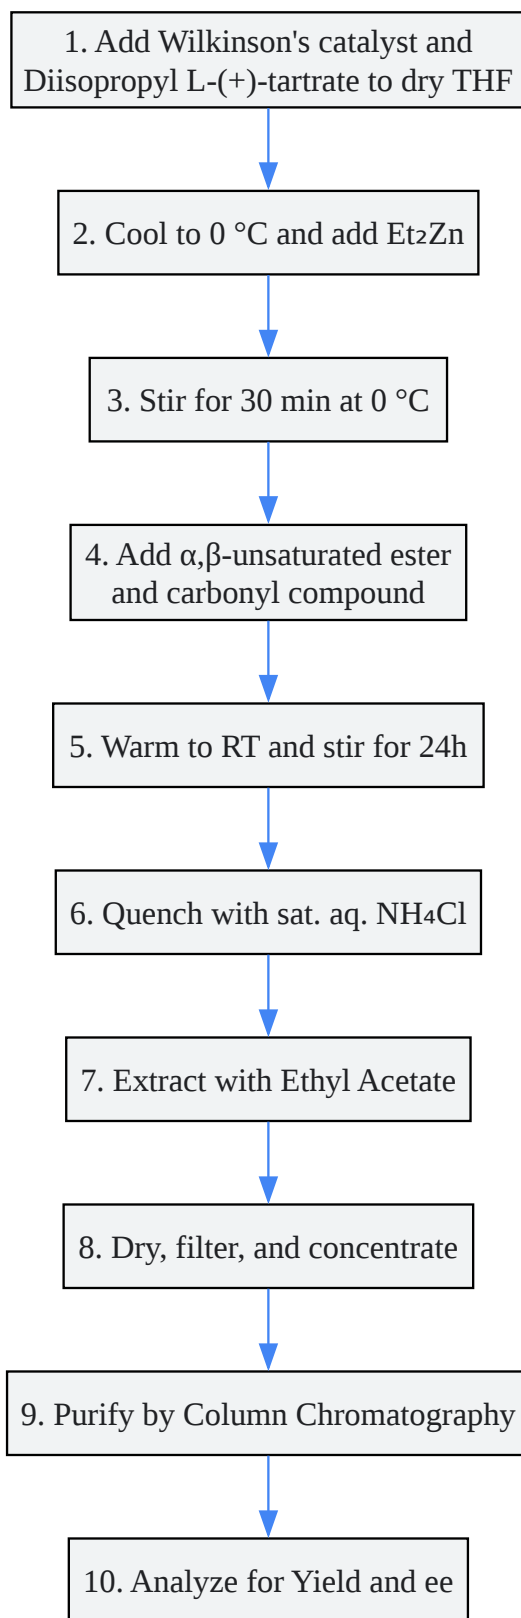 1. Add Wilkinson's catalyst and
Diisopropyl L-(+)-tartrate to dry THF
2. Cool to 0 °C and add Et₂Zn
3. Stir for 30 min at 0 °C
4. Add α,β-unsaturated ester
and carbonyl compound
5. Warm to RT and stir for 24h
6. Quench with sat. aq. NH₄Cl
7. Extract with Ethyl Acetate
8. Dry, filter, and concentrate
9. Purify by Column Chromatography
10. Analyze for Yield and ee